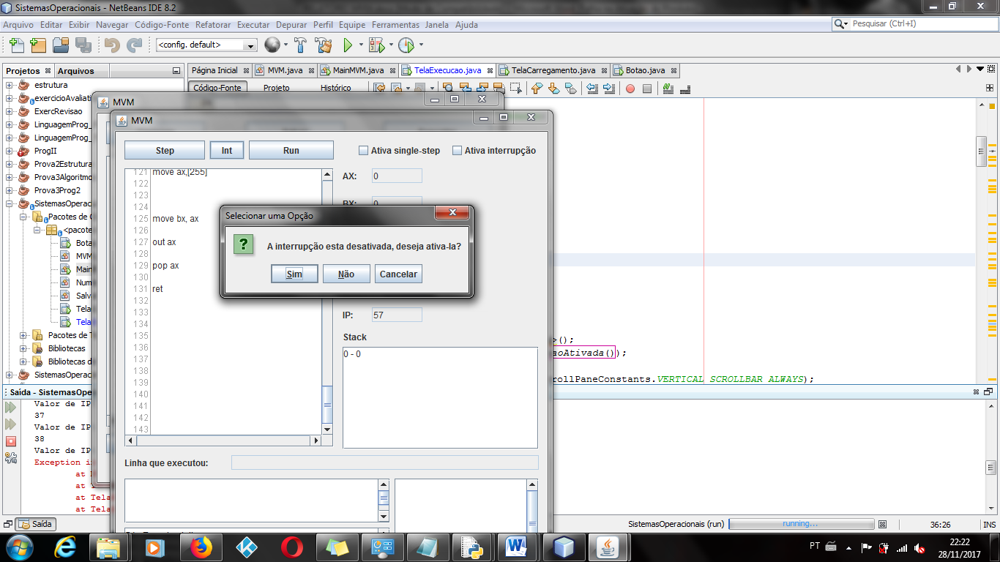 SistemasOperacionais - NetBeans IDE 8.2
Arquivo Editar Exibir Navegar Código-Fonte Refatorar Executar Depurar Perfil Equipe Ferramentas Janela Ajuda
Pesquisar (Ctrl+I)
<config. default>
Projetos Arquivos
Página Inicial MVM.java MainMVM.java TelaExecucao.java TelaCarregamento.java Botao.java
Código-Fonte Projeto Histórico
estrutura
exercicioAvaliati
ExercRevisao
LinguagemProg_
LinguagemProg_
ProgII
Prova2Estrutura
Prova3Algoritmo
Prova3Prog2
SistemasOperac
Pacotes de C
<pacote
Bota
MVM
Main
Num
Salv
Tela
Tela
Pacotes de T
Bibliotecas
Bibliotecas d
SistemasOperac
MVM
MVM
Step Int Run
Ativa single-step Ativa interrupção
121 move ax,[255]
122
123
124
125 move bx, ax
126
127 out ax
128
129 pop ax
130
131 ret
132
133
134
135
136
137
138
139
140
141
142
143
AX: 0
BX: 0
Selecionar uma Opção
A interrupção esta desativada, deseja ativa-la?
Sim Não Cancelar
IP: 57
Stack
0 - 0
Linha que executou:
>();
aoAtivada());
rollPaneConstants.VERTICAL_SCROLLBAR_ALWAYS);
Saída - SistemasOpe
Valor de IP
37
Valor de IP
38
Valor de IP
Exception i
at
at
at Tela
at Tela
Saída
SistemasOperacionais (run) running... 36:26 INS
PT
22:22
28/11/2017